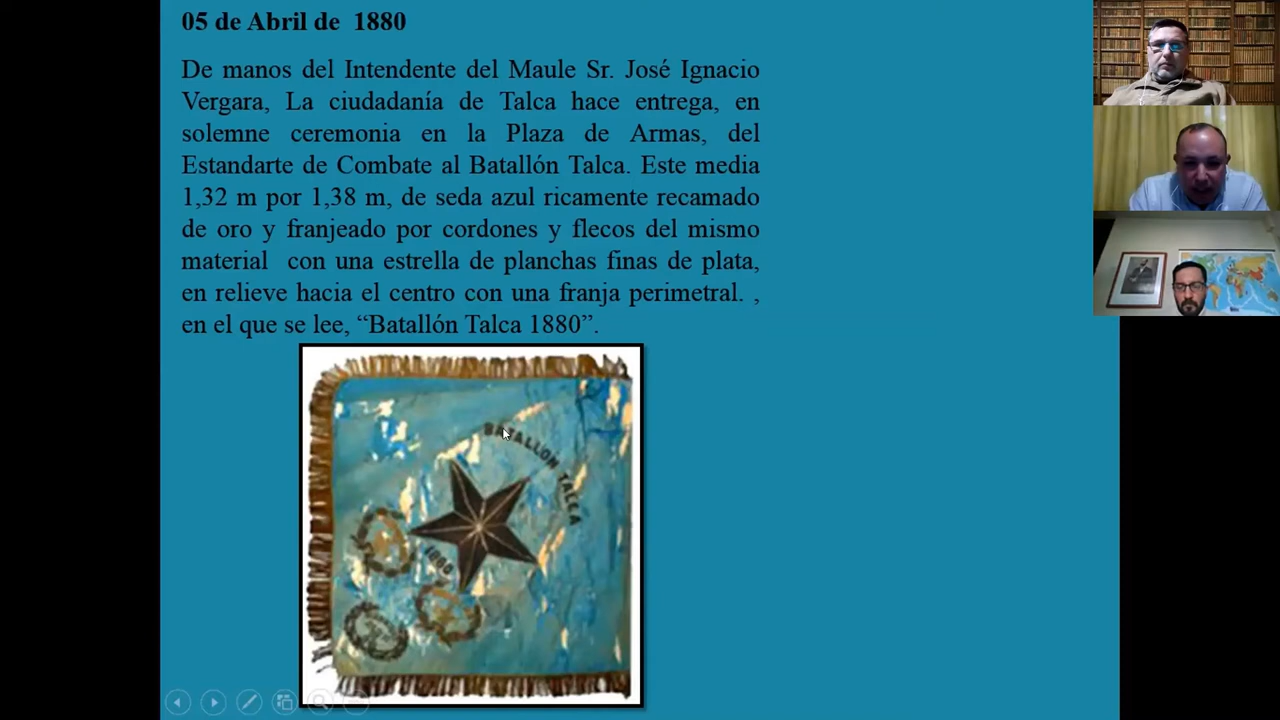 05 de Abril de 1880
De manos del Intendente del Maule Sr. José Ignacio
Vergara, La ciudadanía de Talca hace entrega, en
solemne ceremonia en la Plaza de Armas, del
Estandarte de Combate al Batallón Talca. Este media
1,32 m por 1,38 m, de seda azul ricamente recamado
de oro y franjeado por cordones y flecos del mismo
material con una estrella de planchas finas de plata,
en relieve hacia el centro con una franja perimetral. ,
en el que se lee, “Batallón Talca 1880”.
BATALLON TALCA
1880